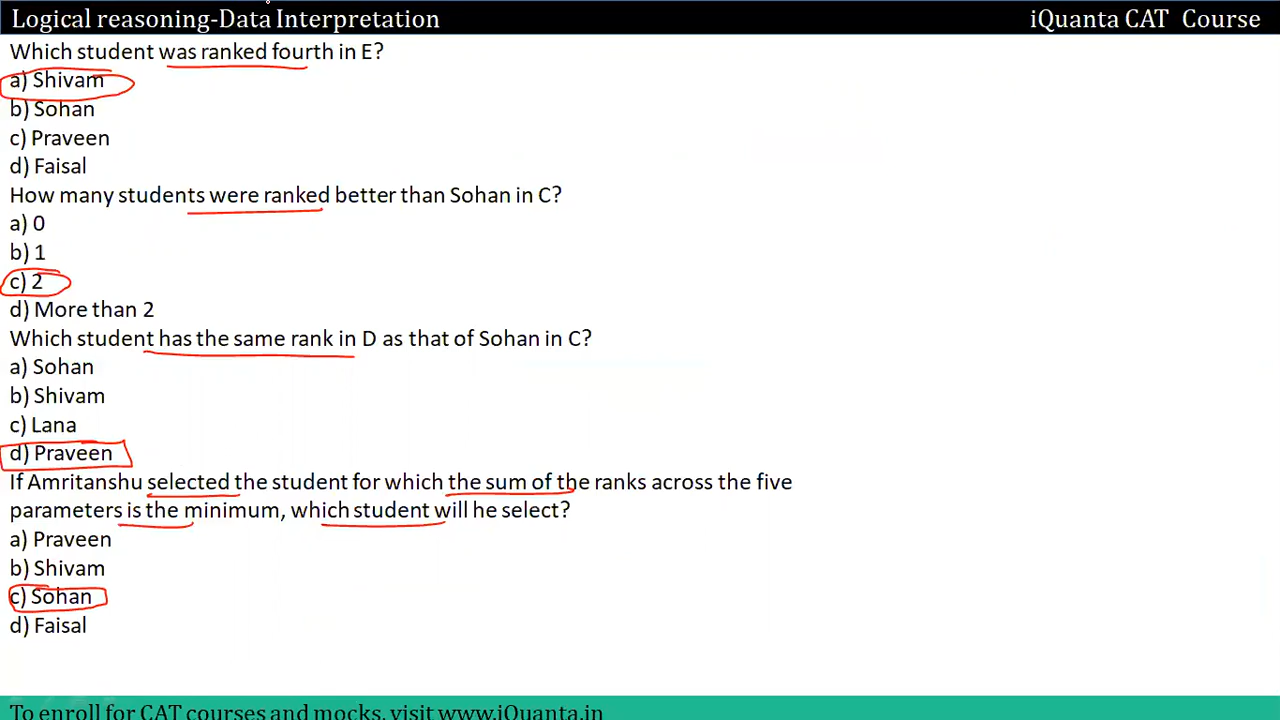 Logical reasoning-Data Interpretation
iQuanta CAT Course
Which student was ranked fourth in E?
a) Shivam
b) Sohan
c) Praveen
d) Faisal
How many students were ranked better than Sohan in C?
a) 0
b) 1
c) 2
d) More than 2
Which student has the same rank in D as that of Sohan in C?
a) Sohan
b) Shivam
c) Lana
d) Praveen
If Amritanshu selected the student for which the sum of the ranks across the five
parameters is the minimum, which student will he select?
a) Praveen
b) Shivam
c) Sohan
d) Faisal
To enroll for CAT courses and mocks, visit www.iQuanta.in